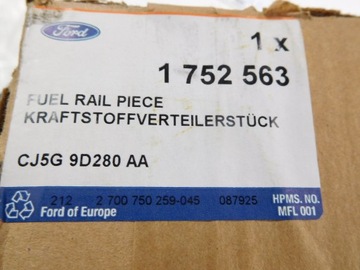 Ford
1 x
1 752 563
FUEL RAIL PIECE
KRAFTSTOFFVERTEILERSTÜCK
CJ5G 9D280 AA
212 2 700 750 259-045 087925
HPMS. NO.
Ford of Europe
MFL 001